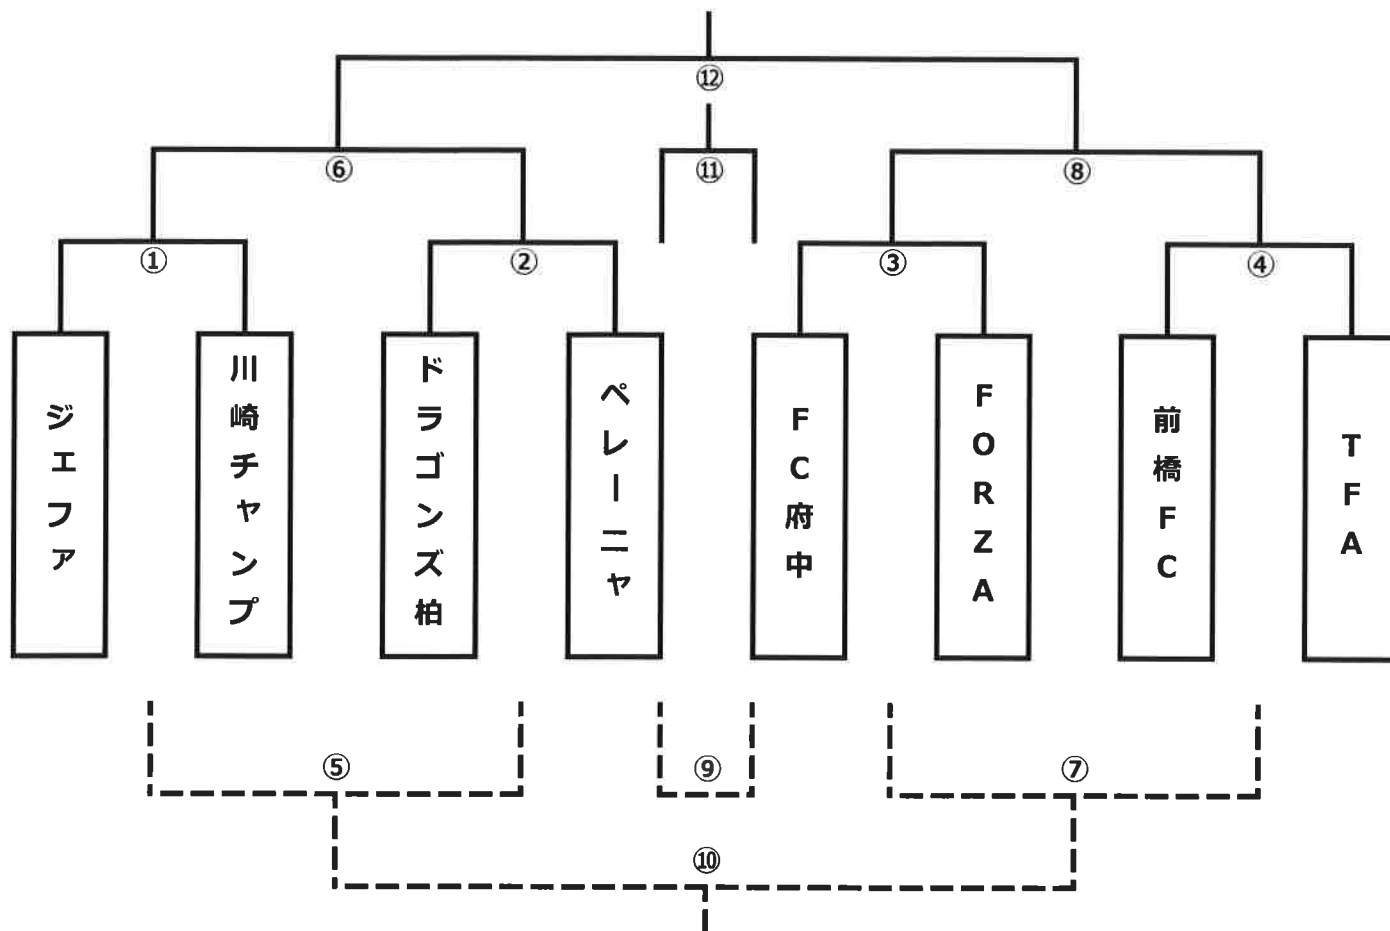 ⑫
⑥
⑪
⑧
①
②
③
④
ジェファ
川崎チャンプ
ドラゴンズ柏
ペレーニャ
FC府中
FORZA
前橋FC
TFA
⑤
⑨
⑦
⑩